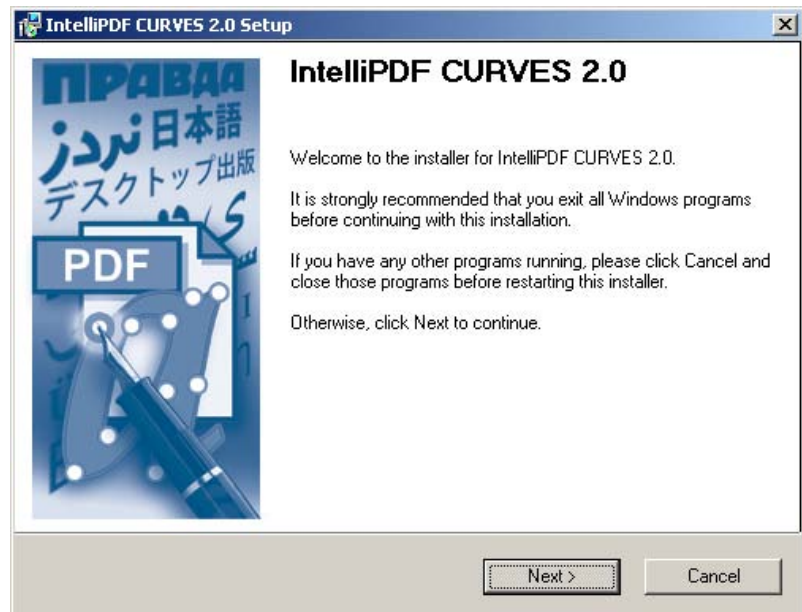 IntelliPDF CURVES 2.0 Setup
ПРАВДА
日本語
デスクトップ出版
PDF
IntelliPDF CURVES 2.0
Welcome to the installer for IntelliPDF CURVES 2.0.
It is strongly recommended that you exit all Windows programs
before continuing with this installation.
If you have any other programs running, please click Cancel and
close those programs before restarting this installer.
Otherwise, click Next to continue.
Next >
Cancel